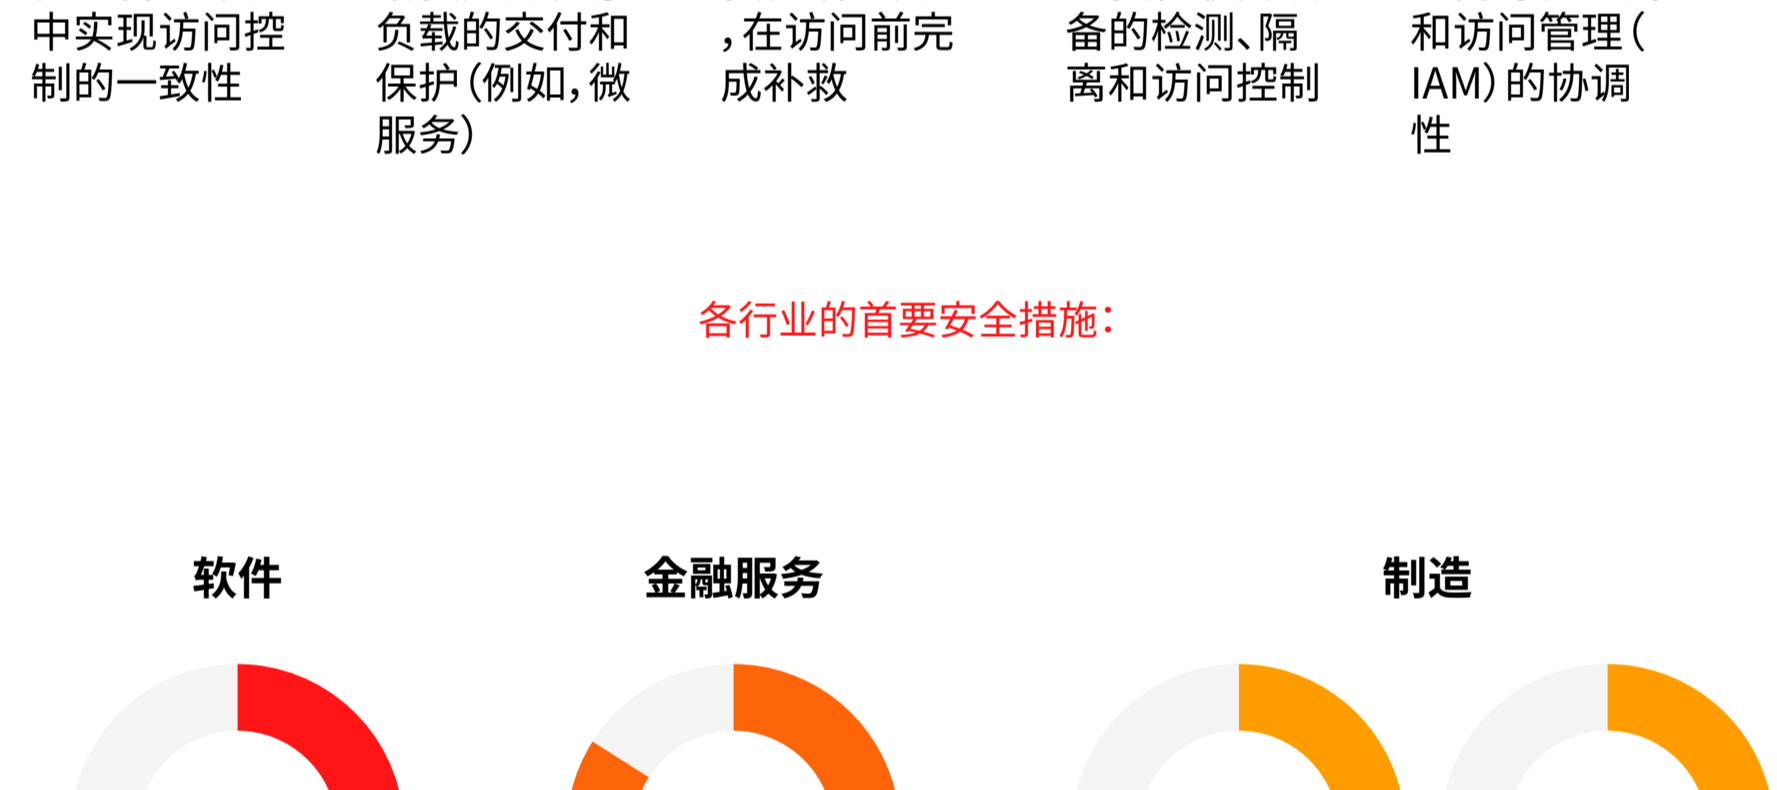 中实现访问控
制的一致性
负载的交付和
保护（例如，微
服务）
，在访问前完
成补救
备的检测、隔
离和访问控制
和访问管理（
IAM）的协调
性
各行业的首要安全措施：
软件
金融服务
制造